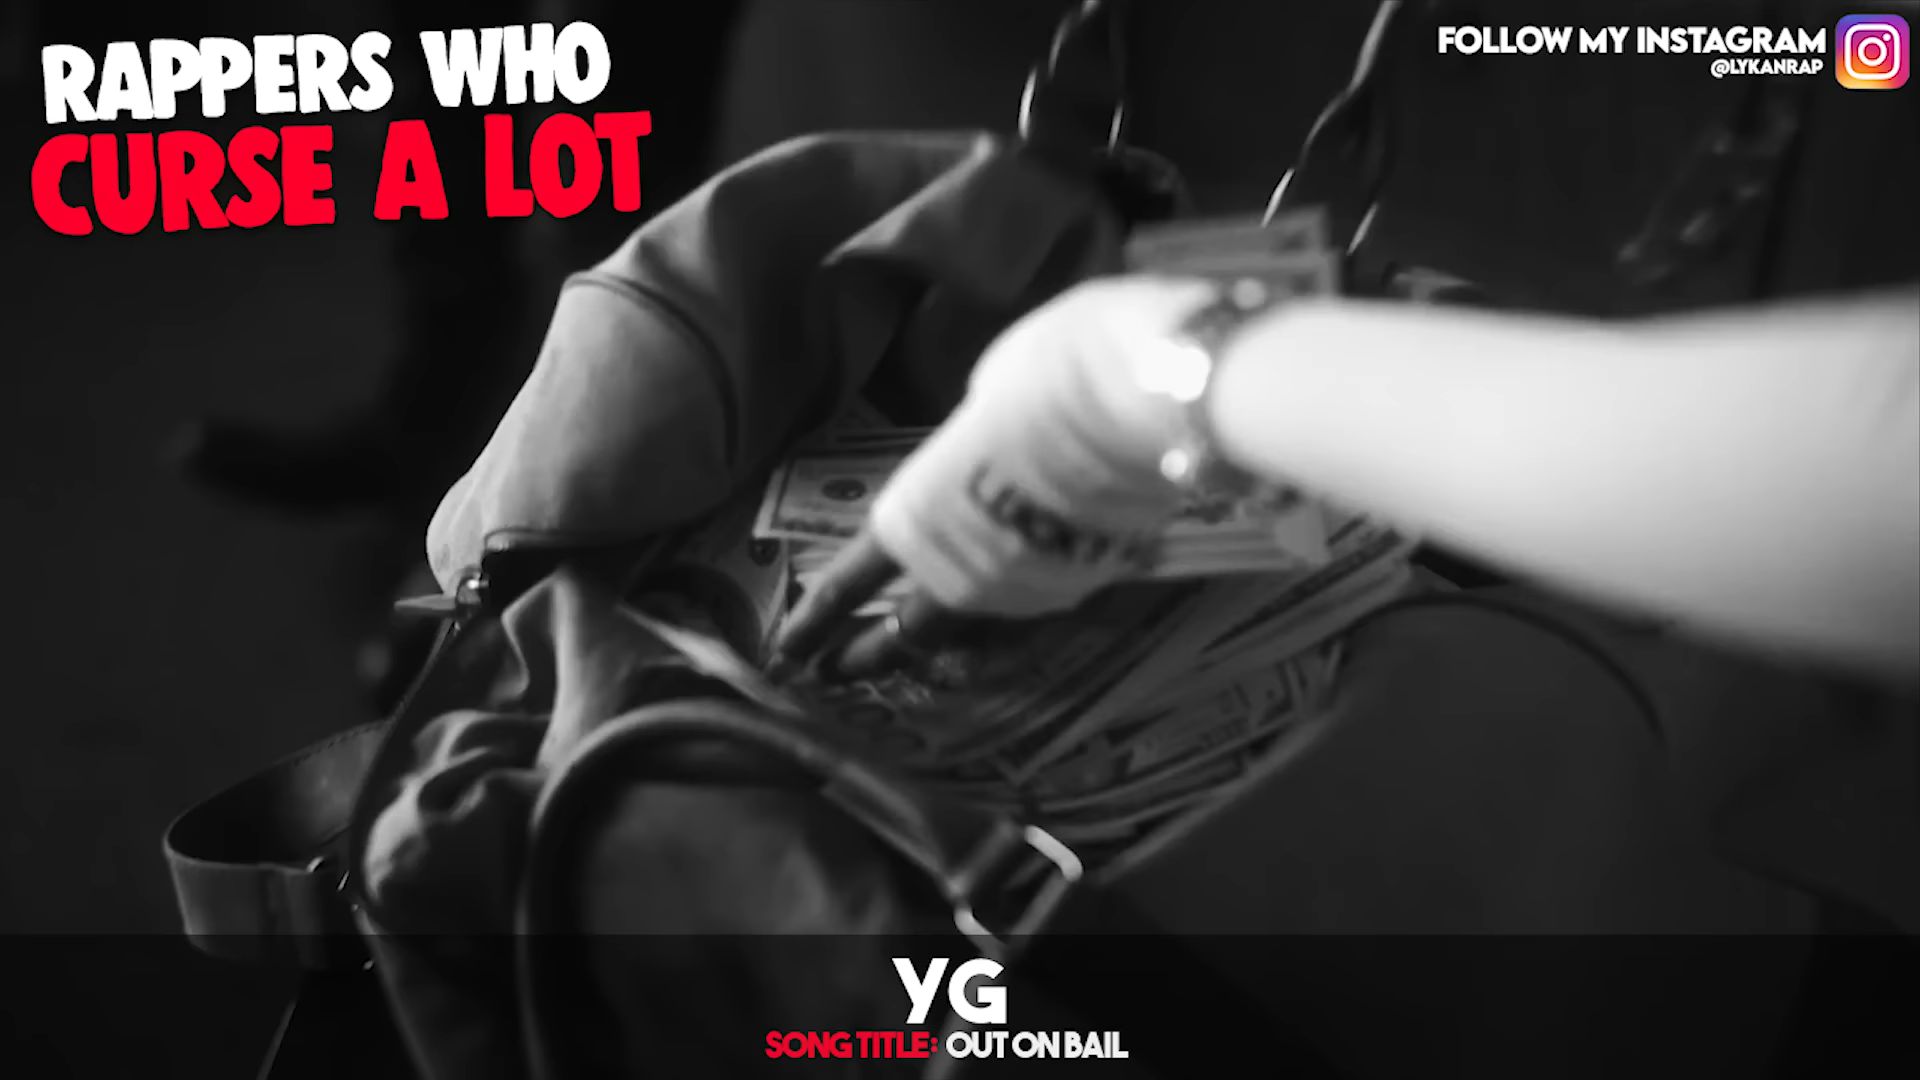 RAPPERS WHO
CURSE A LOT
FOLLOW MY INSTAGRAM
@LYKANRAP
YG
SONG TITLE: OUT ON BAIL